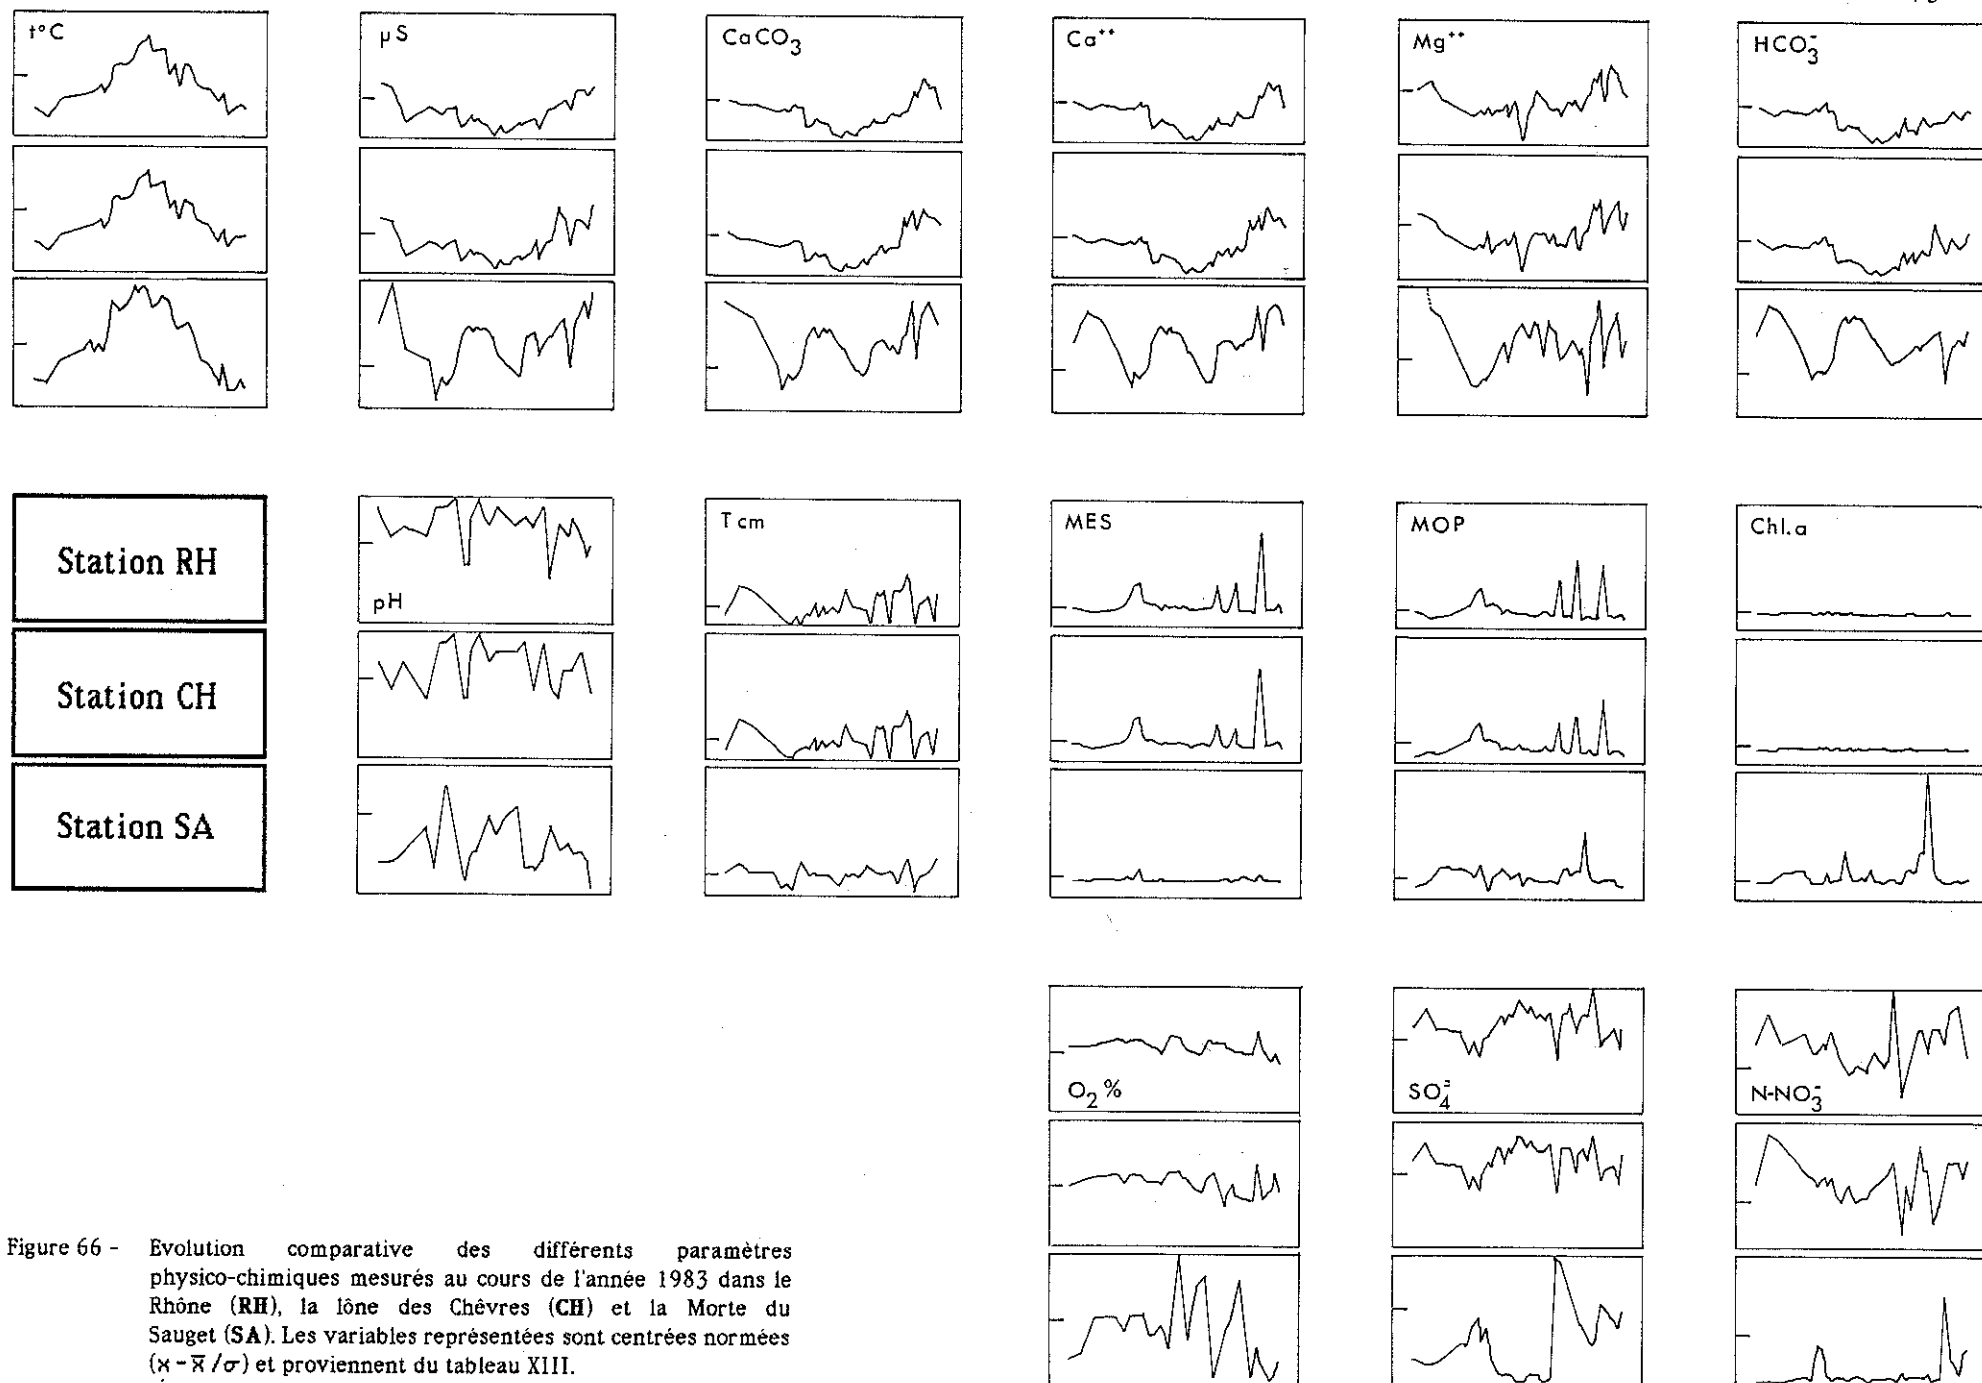 t°C
μS
CaCO₃
Ca⁺⁺
Mg⁺⁺
HCO₃⁻
Station RH
Station CH
Station SA
pH
T cm
MES
MOP
Chl.a
O₂ %
SO₄⁼
N-NO₃⁻
Figure 66 - Evolution comparative des différents paramètres
physico-chimiques mesurés au cours de l'année 1983 dans le
Rhône (RH), la lône des Chèvres (CH) et la Morte du
Sauget (SA). Les variables représentées sont centrées normées
(x - x̄ /σ) et proviennent du tableau XIII.